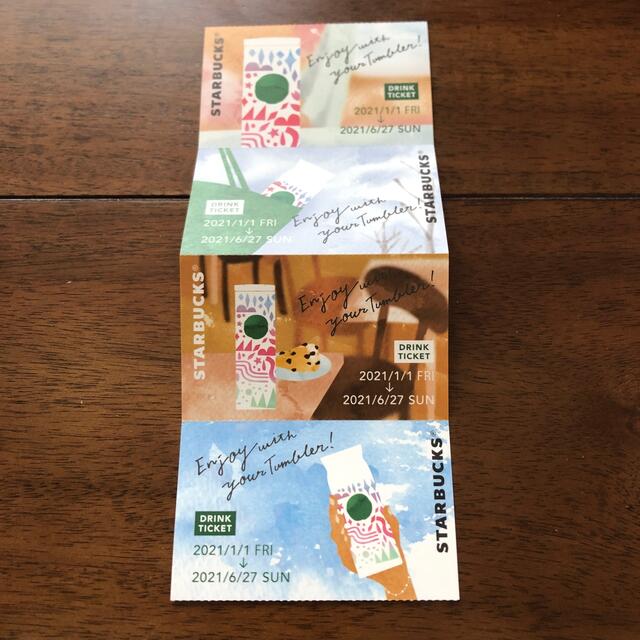 STARBUCKS®
Enjoy with
your Tumbler!
DRINK
TICKET
2021/1/1 FRI
↓
2021/6/27 SUN
STARBUCKS®
Enjoy with
your Tumbler!
DRINK
TICKET
2021/1/1 FRI
↓
2021/6/27 SUN
STARBUCKS®
Enjoy with
your Tumbler!
DRINK
TICKET
2021/1/1 FRI
↓
2021/6/27 SUN
Enjoy with
your Tumbler!
STARBUCKS®
DRINK
TICKET
2021/1/1 FRI
↓
2021/6/27 SUN